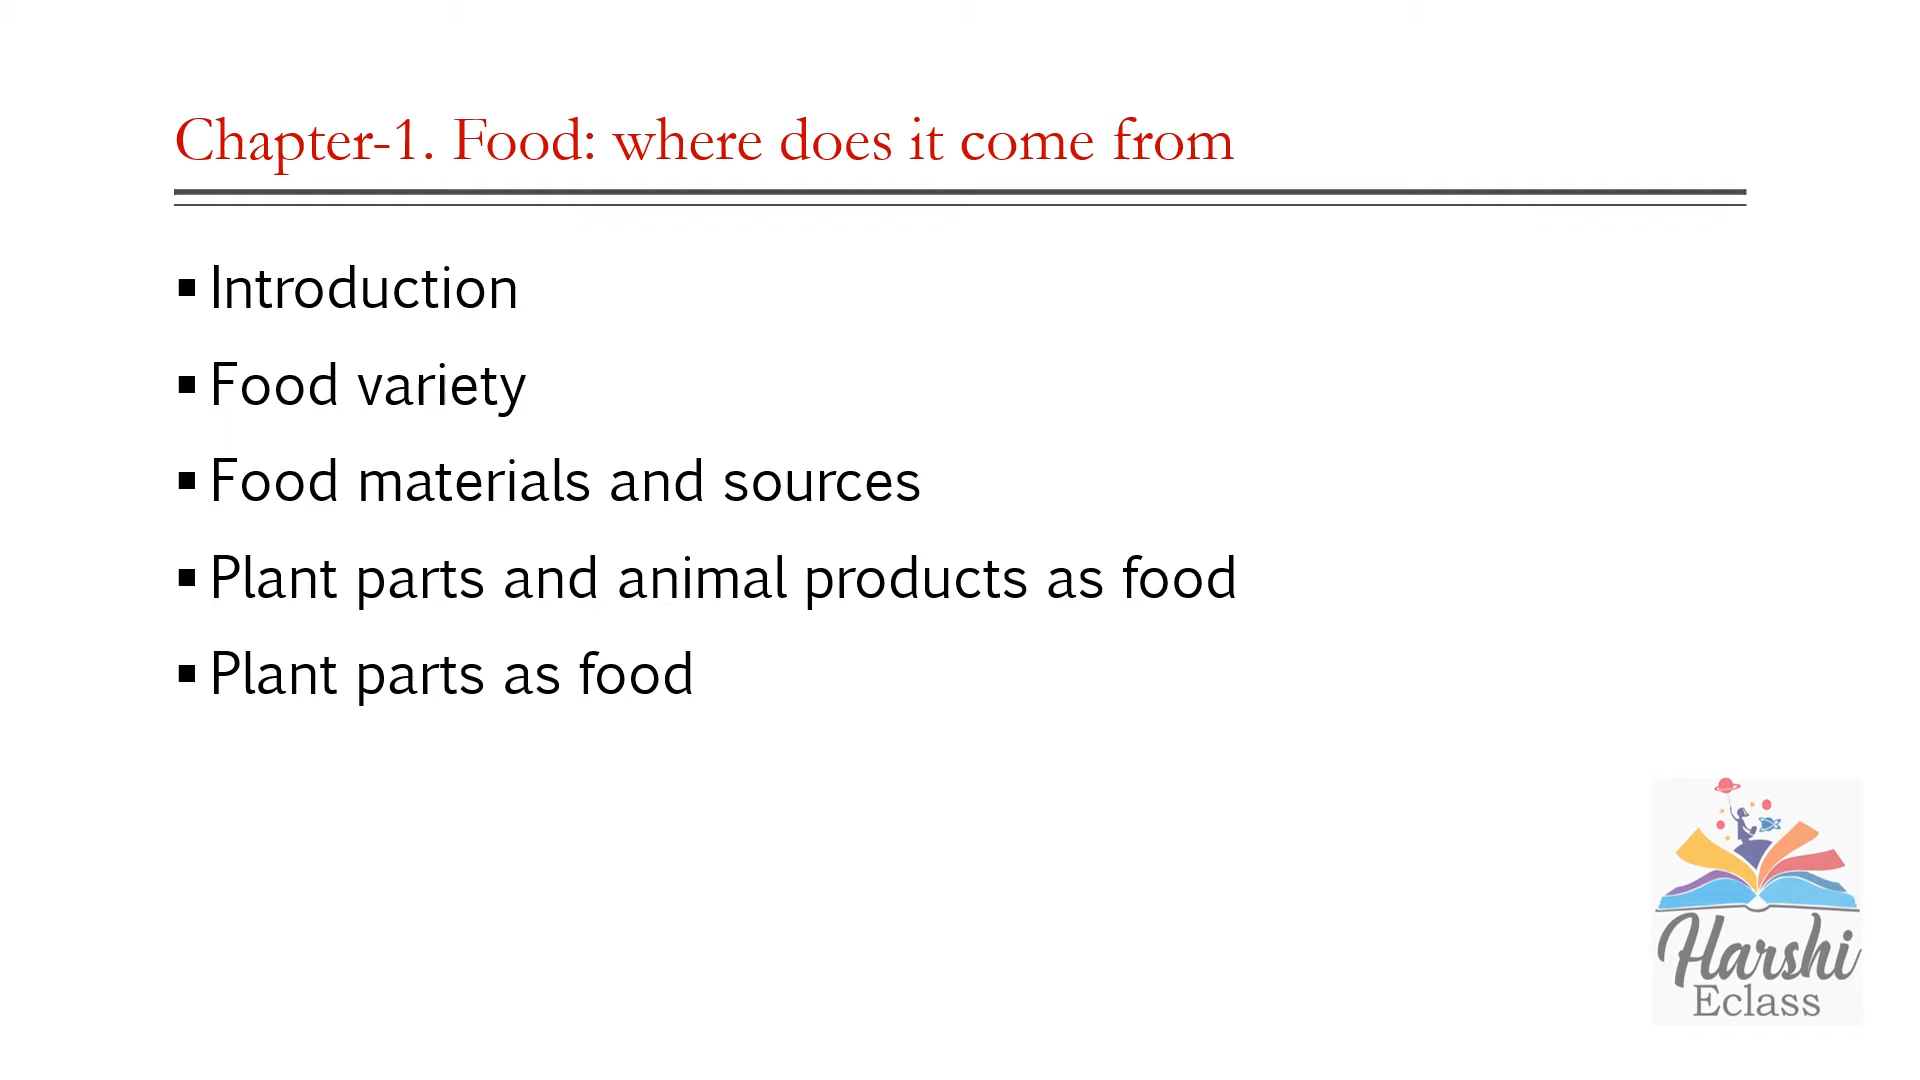 Chapter-1. Food: where does it come from
▪ Introduction
▪ Food variety
▪ Food materials and sources
▪ Plant parts and animal products as food
▪ Plant parts as food
Harshi
Eclass